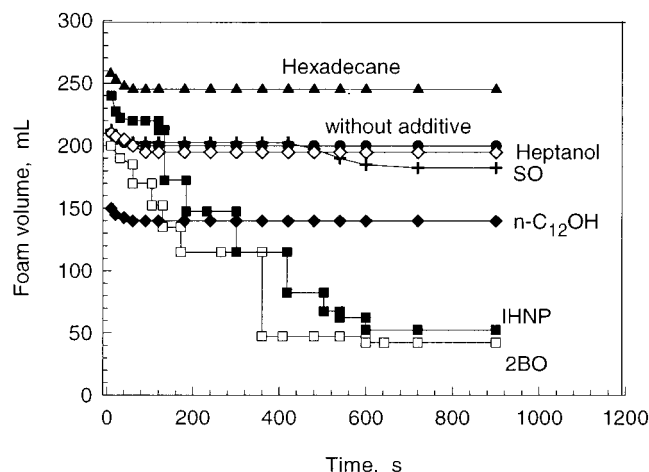 300
250
200
150
100
50
0
Foam volume, mL
Hexadecane
without additive
Heptanol
SO
n-C₁₂OH
IHNP
2BO
0 200 400 600 800 1000 1200
Time, s